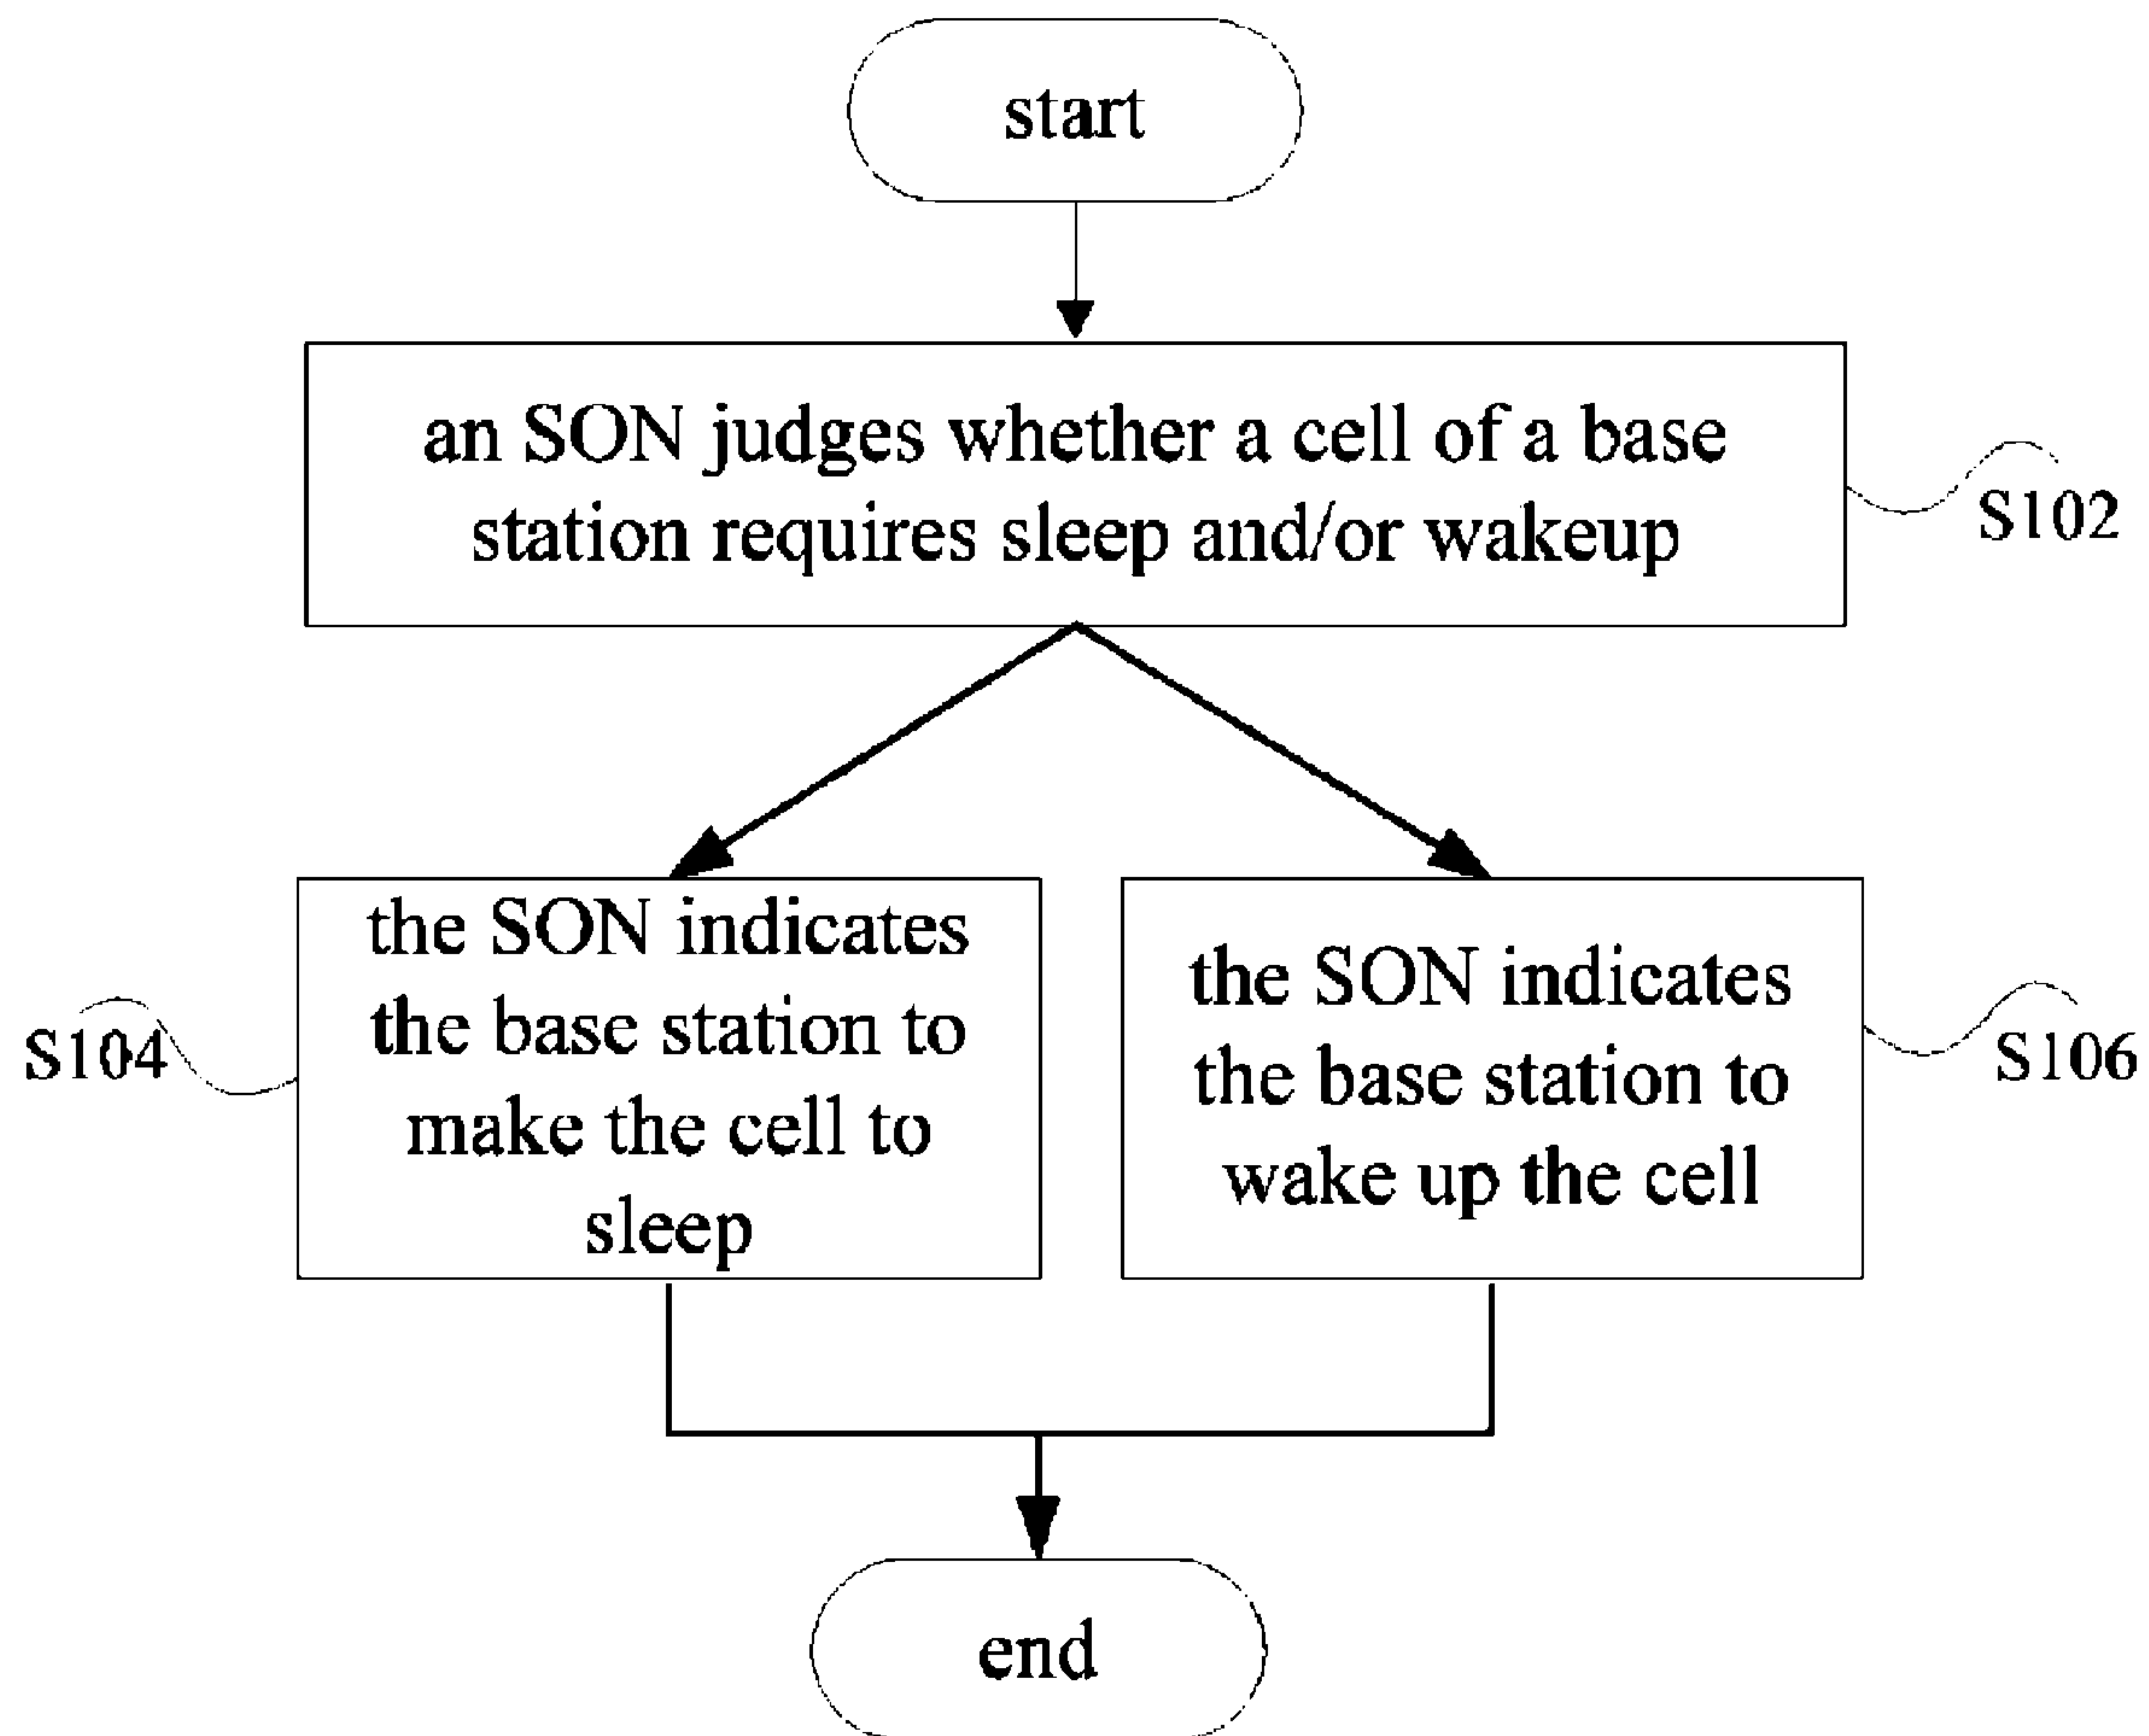 start
an SON judges whether a cell of a base
station requires sleep and/or wakeup
S102
the SON indicates
the base station to
make the cell to
sleep
S104
the SON indicates
the base station to
wake up the cell
S106
end